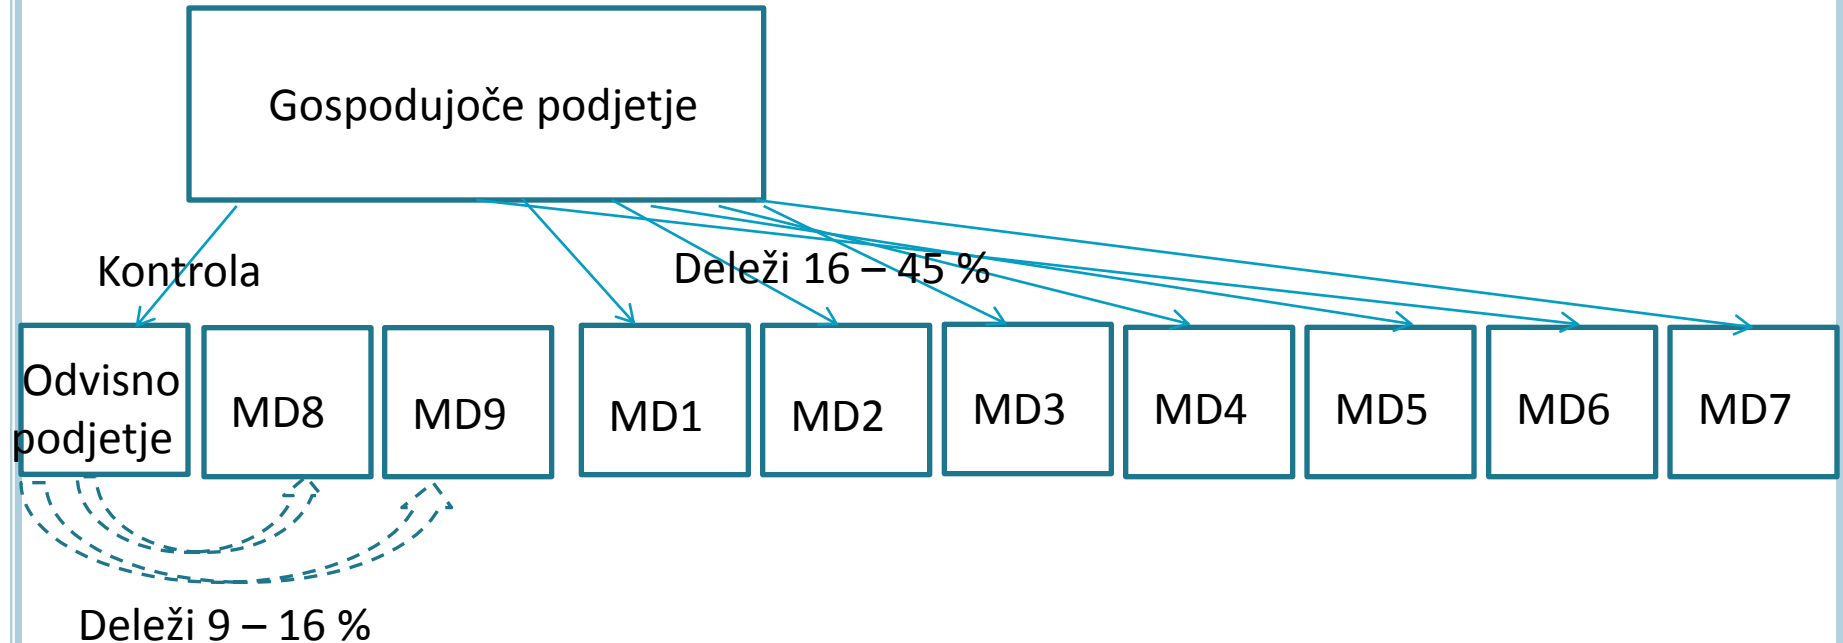 Gospodujoče podjetje
Kontrola
Deleži 16 – 45 %
Odvisno
podjetje
MD8
MD9
MD1
MD2
MD3
MD4
MD5
MD6
MD7
Deleži 9 – 16 %